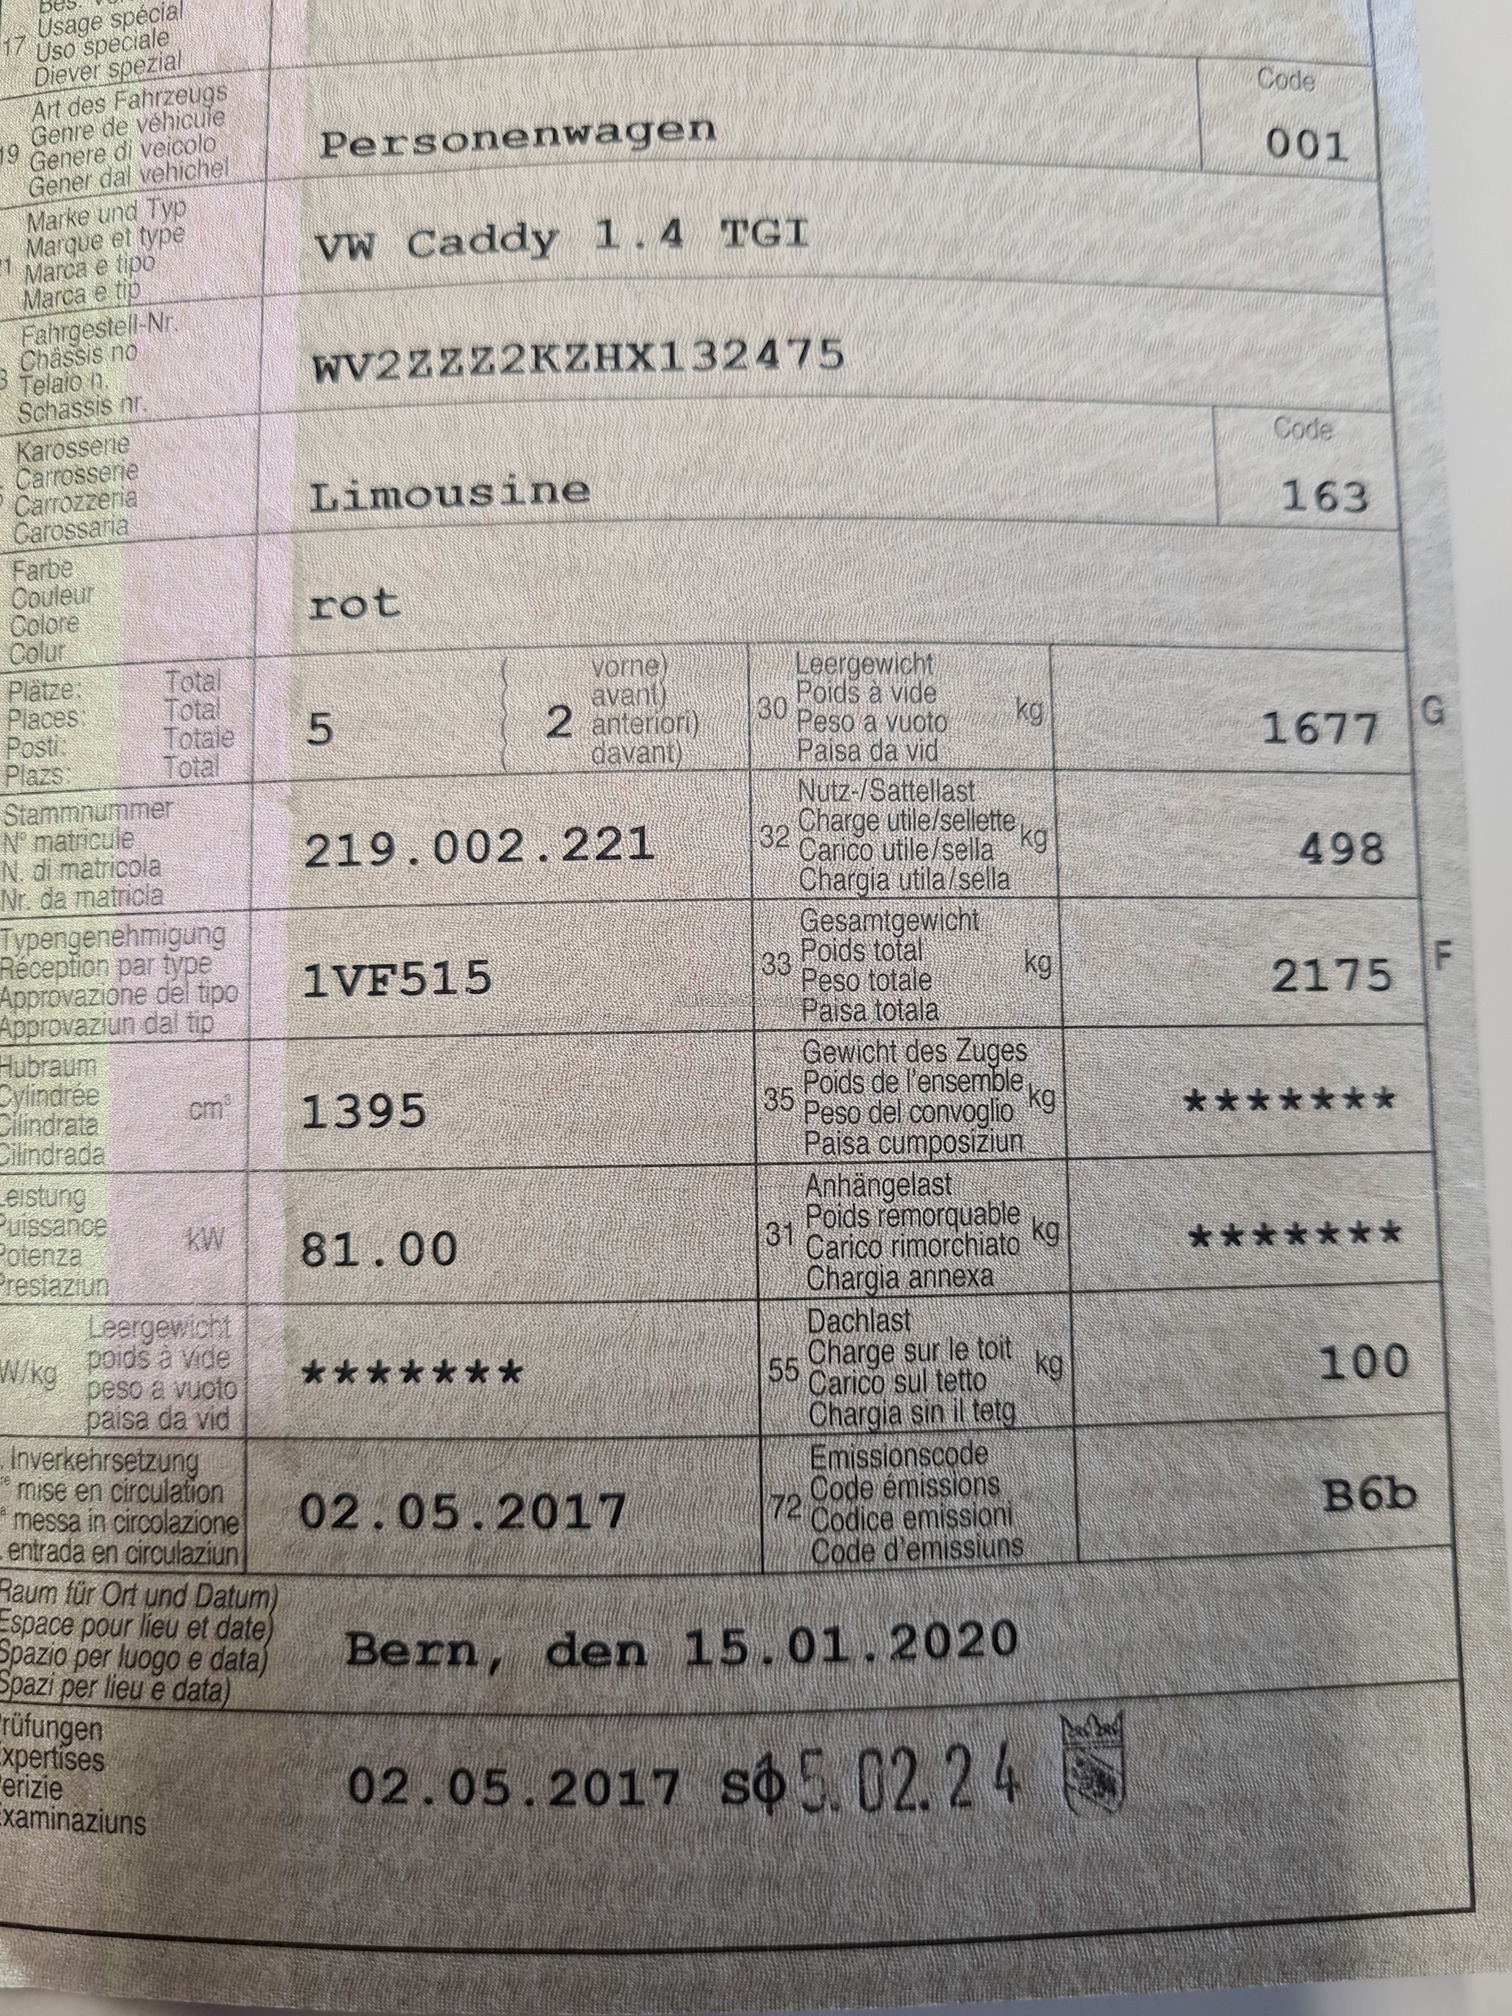 Usage spécial
17 Uso speciale
Diever spezial
Art des Fahrzeugs
Genre de véhicule
19 Genere di veicolo
Gener dal vehichel
Personenwagen
Code
001
Marke und Typ
Marque et type
Marca e tipo
Marca e tip
VW Caddy 1.4 TGI
Fahrgestell-Nr.
Châssis no
Telaio n.
Schassis nr.
WV2ZZZ2KZHX132475
Karosserie
Carrosserie
Carrozzeria
Carossaria
Limousine
Code
163
Farbe
Couleur
Colore
Colur
rot
Plätze: Total
Places: Total
Posti: Totale
Plazs: Total
5
2
vorne)
avant)
anteriori)
davant)
Leergewicht
30 Poids à vide kg
Peso a vuoto
Paisa da vid
1677
G
Stammnummer
N° matricule
N. di matricola
Nr. da matricla
219.002.221
Nutz-/Sattellast
32 Charge utile/sellette kg
Carico utile/sella
Chargia utila/sella
498
Typengenehmigung
Réception par type
Approvazione del tipo
Approvaziun dal tip
1VF515
Gesamtgewicht
33 Poids total kg
Peso totale
Paisa totala
2175
F
Hubraum
Cylindrée
Cilindrata cm³
Cilindrada
1395
Gewicht des Zuges
35 Poids de l'ensemble kg
Peso del convoglio
Paisa cumposiziun
*******
Leistung
Puissance
Potenza kW
Prestaziun
81.00
Anhängelast
31 Poids remorquable kg
Carico rimorchiato
Chargia annexa
*******
Leergewicht
W/kg poids à vide
peso a vuoto
paisa da vid
*******
Dachlast
55 Charge sur le toit kg
Carico sul tetto
Chargia sin il tetg
100
. Inverkehrsetzung
mise en circulation
messa in circolazione
entrada en circulaziun
02.05.2017
Emissionscode
72 Code émissions
Codice emissioni
Code d'emissiuns
B6b
Raum für Ort und Datum)
Espace pour lieu et date)
Spazio per luogo e data)
Spazi per lieu e data)
Bern, den 15.01.2020
rüfungen
xpertises
erizie
xaminaziuns
02.05.2017 5.02.24